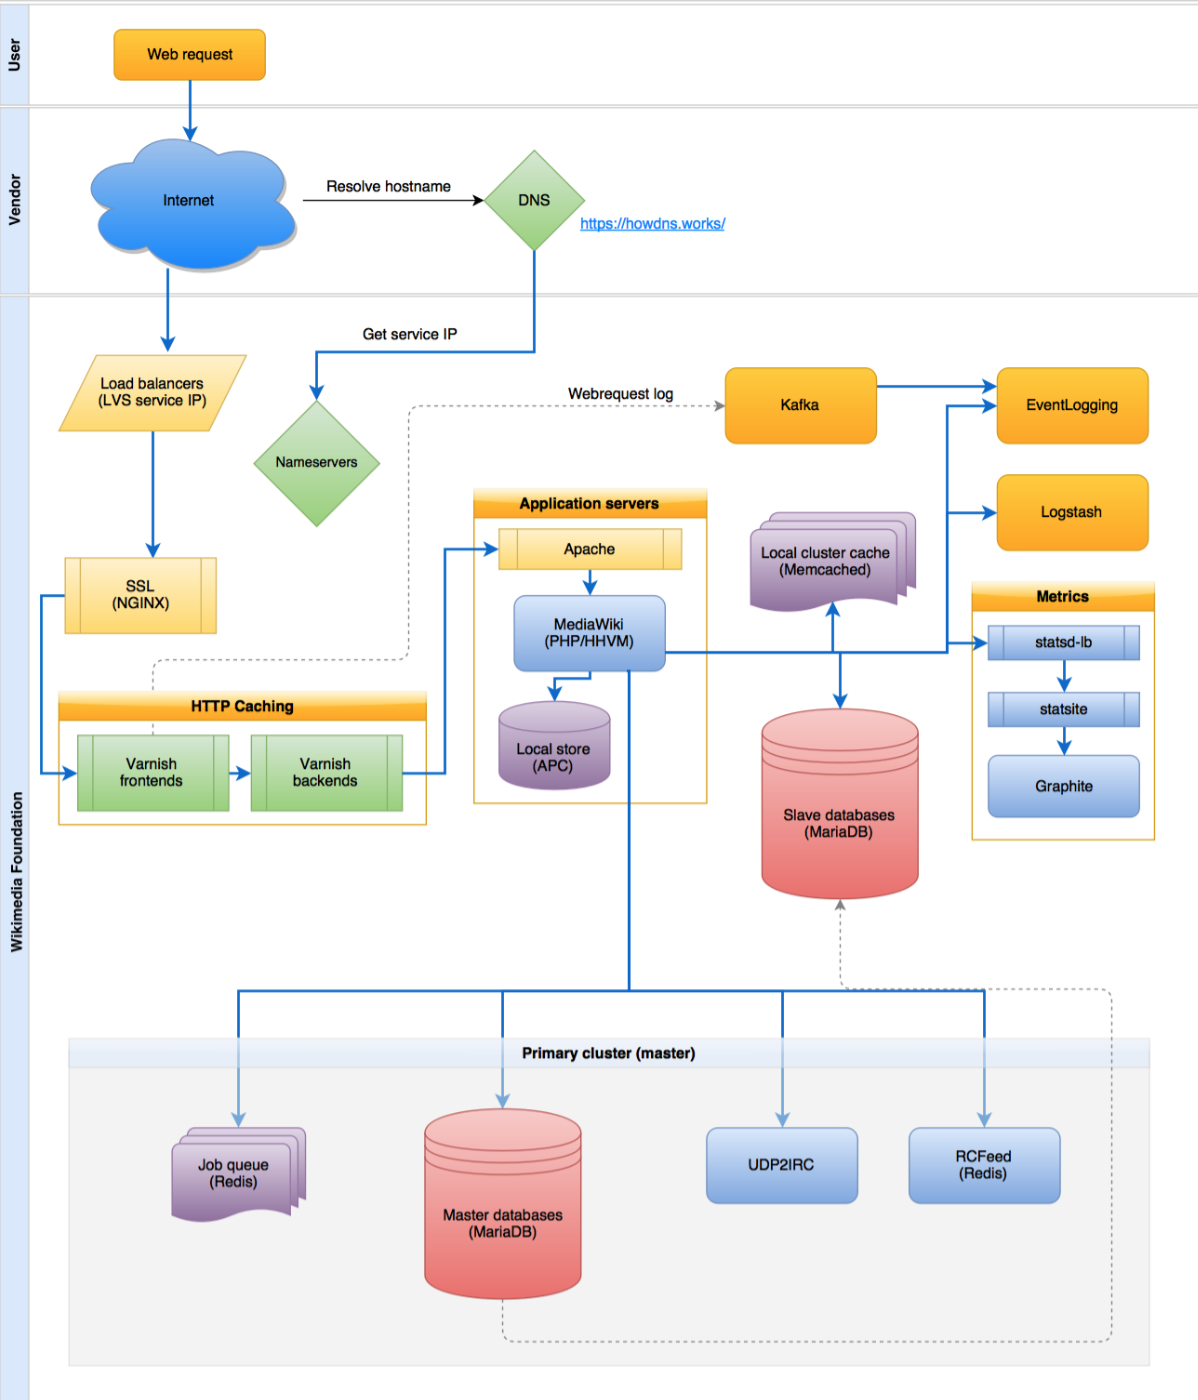 User
Web request
Vendor
Internet
Resolve hostname
DNS
https://howdns.works/
Wikimedia Foundation
Get service IP
Load balancers
(LVS service IP)
Nameservers
Webrequest log
Kafka
EventLogging
Logstash
SSL
(NGINX)
Application servers
Apache
MediaWiki
(PHP/HHVM)
Local store
(APC)
Local cluster cache
(Memcached)
Metrics
statsd-lb
statsite
Graphite
HTTP Caching
Varnish
frontends
Varnish
backends
Slave databases
(MariaDB)
Primary cluster (master)
Job queue
(Redis)
Master databases
(MariaDB)
UDP2IRC
RCFeed
(Redis)